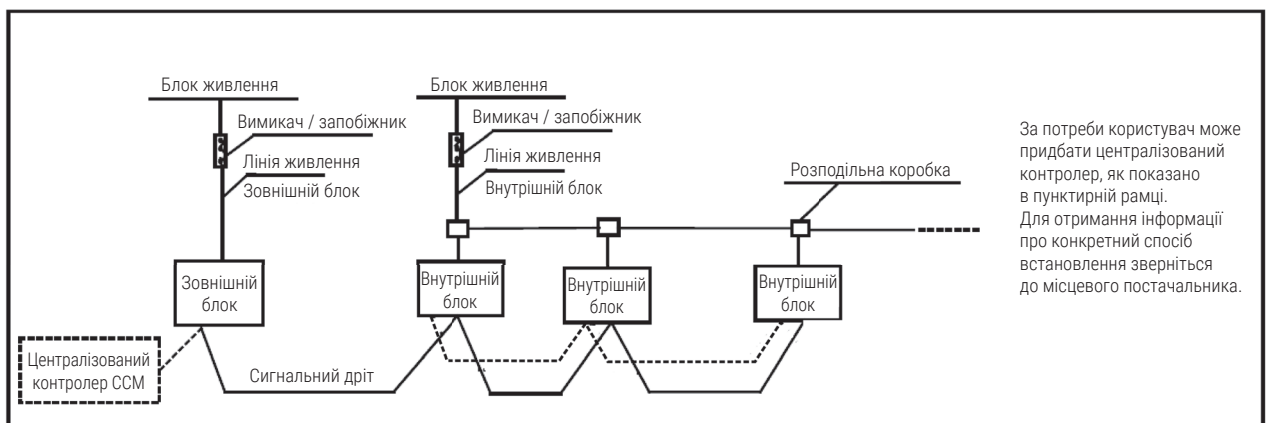 Блок живлення
Блок живлення
Вимикач / запобіжник
Вимикач / запобіжник
Лінія живлення
Зовнішній блок
Лінія живлення
Внутрішній блок
Розподільна коробка
Зовнішній
блок
Внутрішній
блок
Внутрішній
блок
Внутрішній
блок
Централізований
контролер CCM
Сигнальний дріт
За потреби користувач може
придбати централізований
контролер, як показано
в пунктирній рамці.
Для отримання інформації
про конкретний спосіб
встановлення зверніться
до місцевого постачальника.